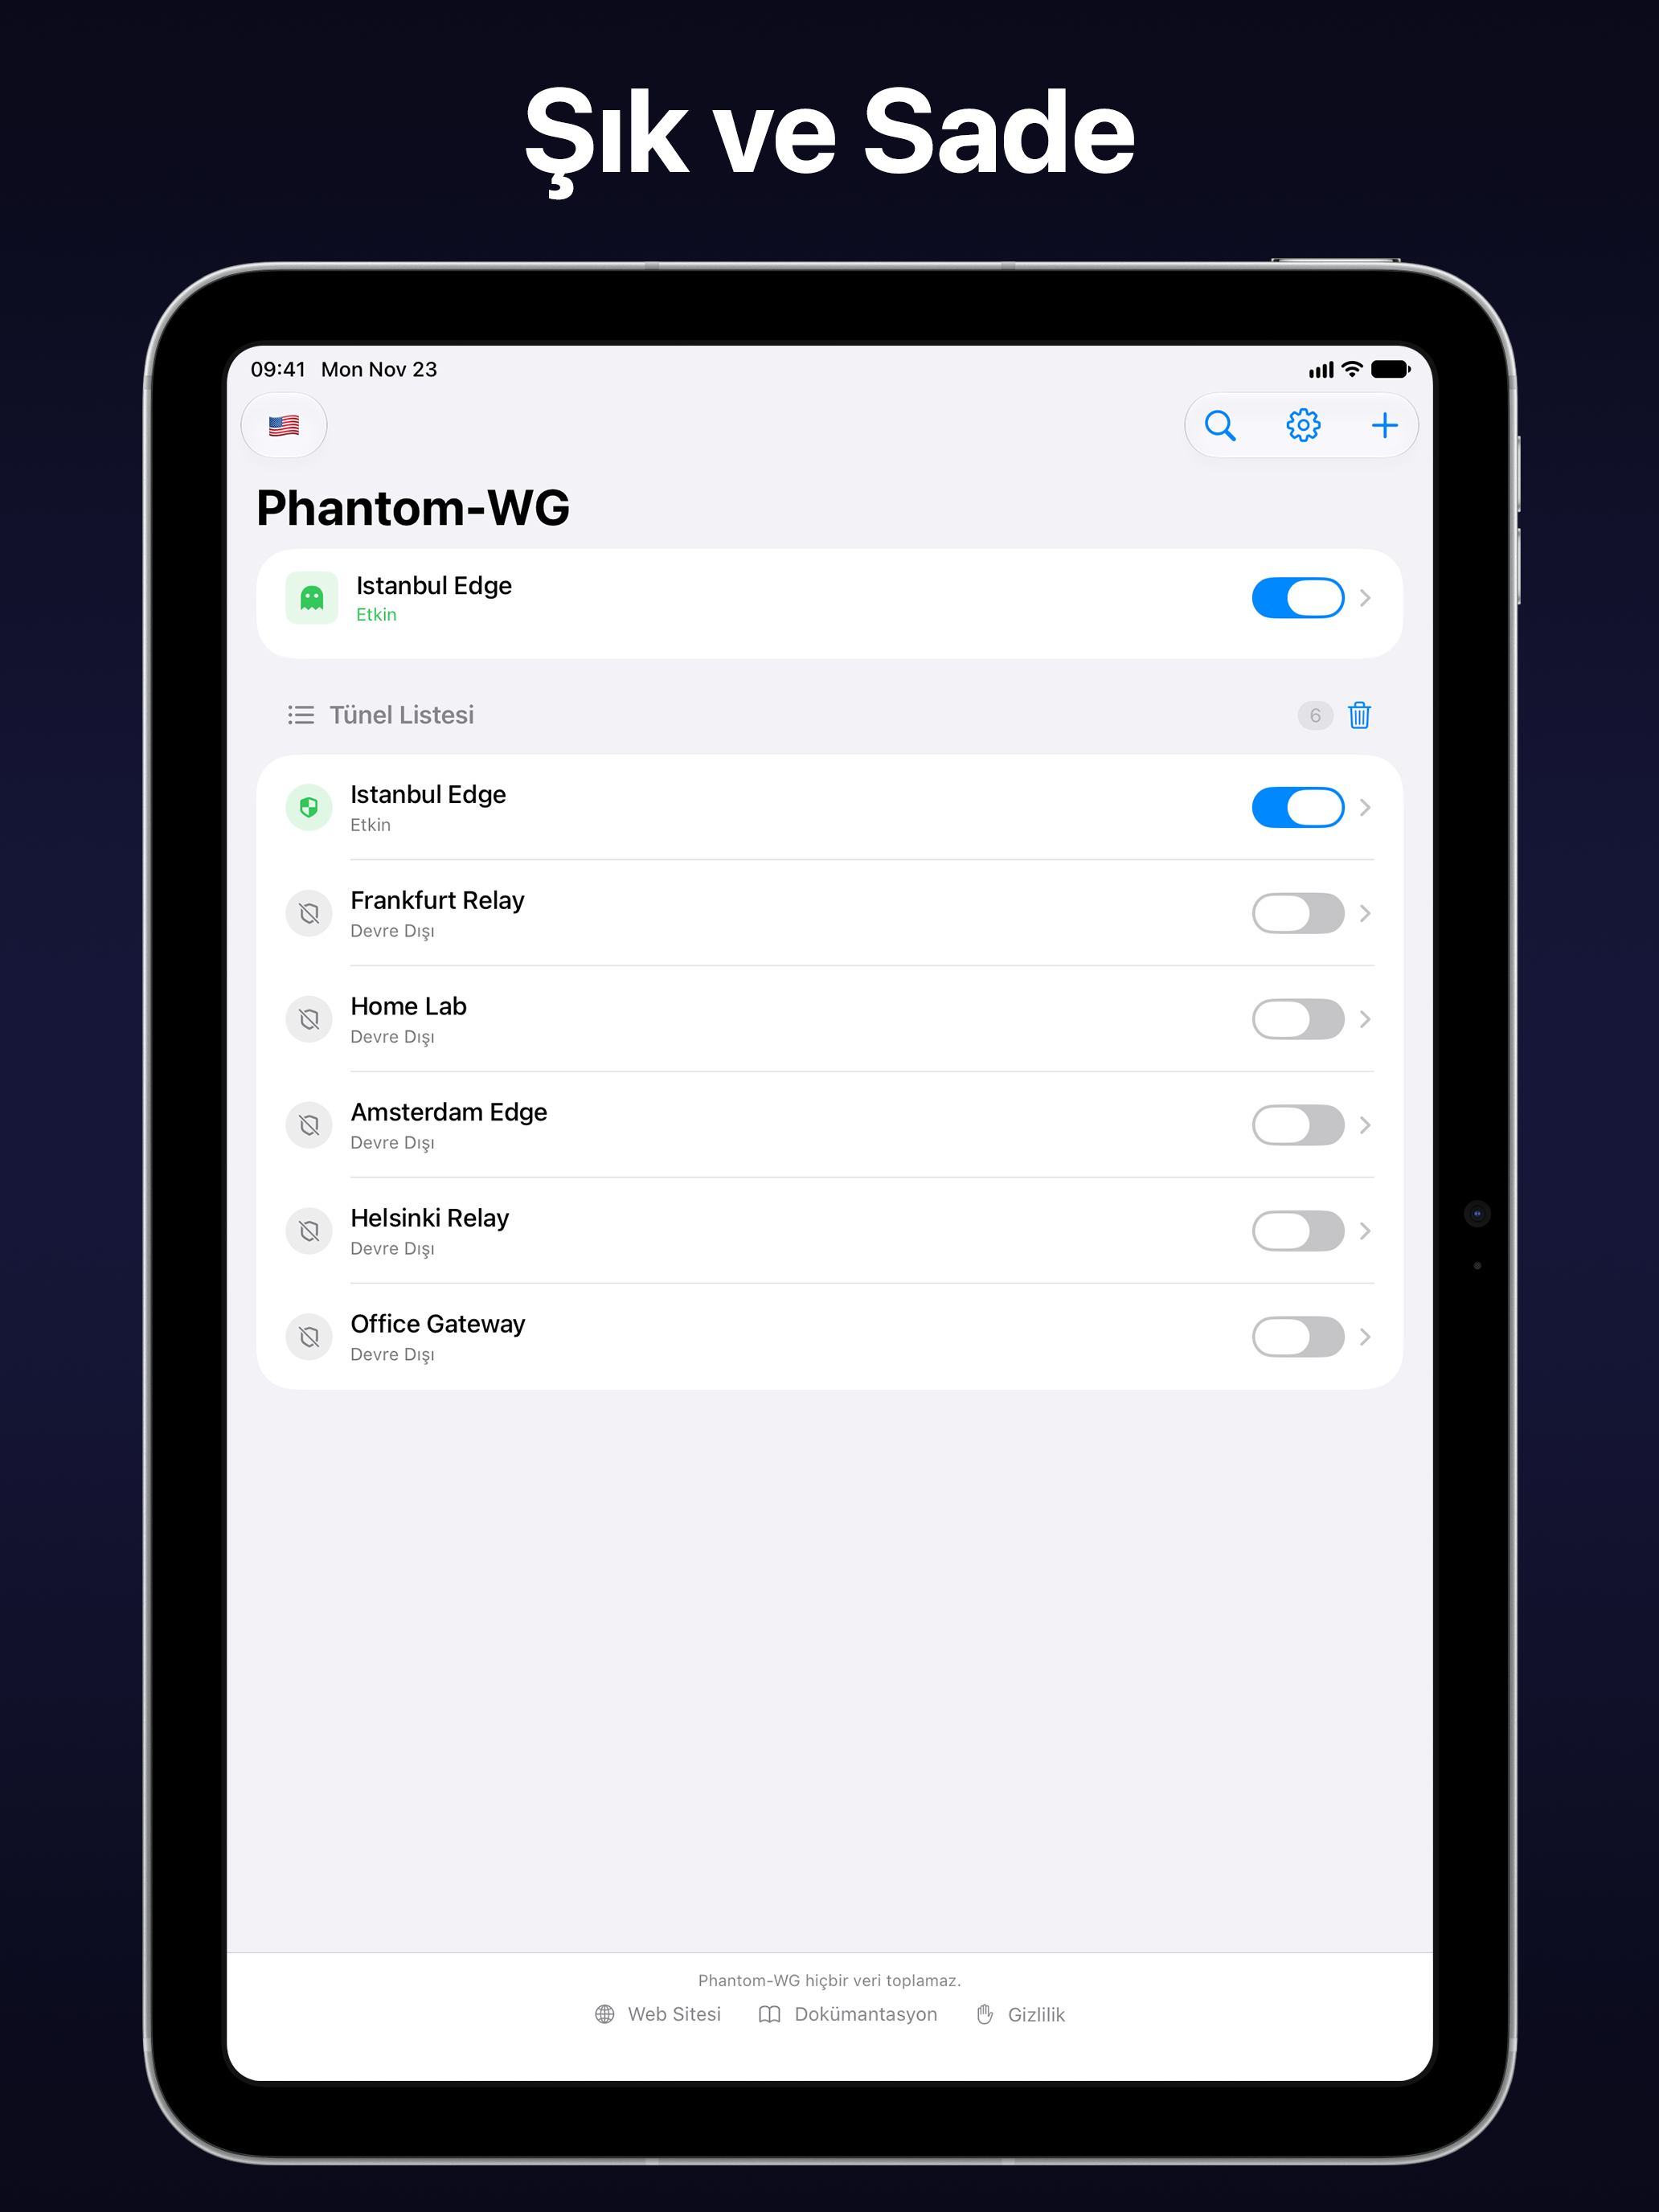 Şık ve Sade
09:41 Mon Nov 23
Phantom-WG
Istanbul Edge
Etkin
Tünel Listesi 6
Istanbul Edge
Etkin
Frankfurt Relay
Devre Dışı
Home Lab
Devre Dışı
Amsterdam Edge
Devre Dışı
Helsinki Relay
Devre Dışı
Office Gateway
Devre Dışı
Phantom-WG hiçbir veri toplamaz.
Web Sitesi Dokümantasyon Gizlilik